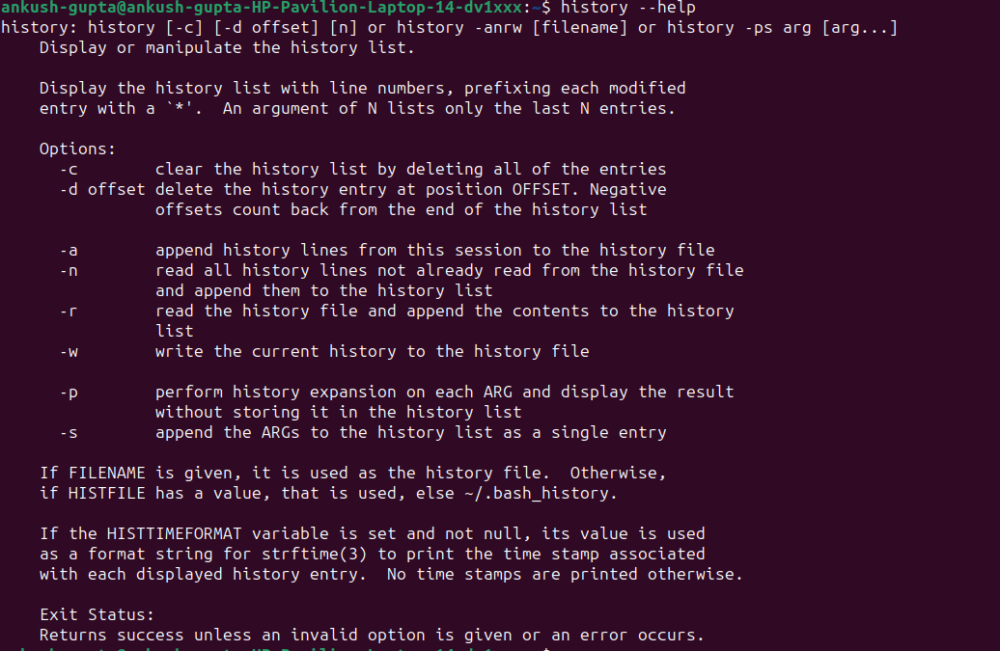 ankush-gupta@ankush-gupta-HP-Pavilion-Laptop-14-dv1xxx:~$ history --help
history: history [-c] [-d offset] [n] or history -anrw [filename] or history -ps arg [arg...]
    Display or manipulate the history list.

    Display the history list with line numbers, prefixing each modified
    entry with a `*'.  An argument of N lists only the last N entries.

    Options:
      -c        clear the history list by deleting all of the entries
      -d offset delete the history entry at position OFFSET. Negative
                offsets count back from the end of the history list

      -a        append history lines from this session to the history file
      -n        read all history lines not already read from the history file
                and append them to the history list
      -r        read the history file and append the contents to the history
                list
      -w        write the current history to the history file

      -p        perform history expansion on each ARG and display the result
                without storing it in the history list
      -s        append the ARGs to the history list as a single entry

    If FILENAME is given, it is used as the history file.  Otherwise,
    if HISTFILE has a value, that is used, else ~/.bash_history.

    If the HISTTIMEFORMAT variable is set and not null, its value is used
    as a format string for strftime(3) to print the time stamp associated
    with each displayed history entry.  No time stamps are printed otherwise.

    Exit Status:
    Returns success unless an invalid option is given or an error occurs.